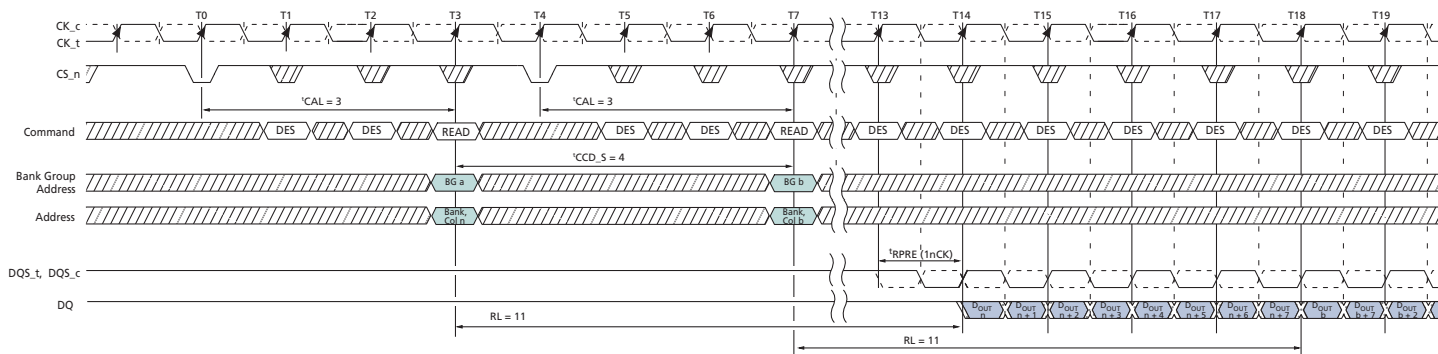 T0 T1 T2 T3 T4 T5 T6 T7 T13 T14 T15 T16 T17 T18 T19
CK_c
CK_t
CS_n
tCAL = 3 tCAL = 3
Command DES DES READ DES DES READ DES DES DES DES DES DES DES
tCCD_S = 4
Bank Group
Address
BG a BG b
Address
Bank,
Col n
Bank,
Col b
tRPRE (1nCK)
DQS_t, DQS_c
DQ
DOUT
n
DOUT
n + 1
DOUT
n + 2
DOUT
n + 3
DOUT
n + 4
DOUT
n + 5
DOUT
n + 6
DOUT
n + 7
DOUT
b
DOUT
b + 7
DOUT
b + 2
RL = 11
RL = 11